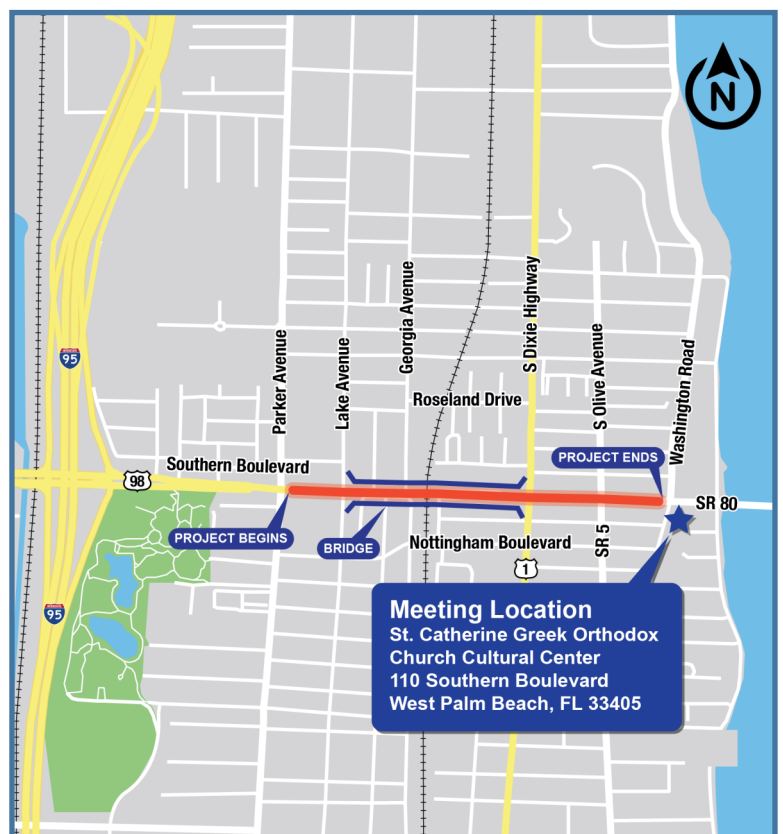 N
INTERSTATE
95
Georgia Avenue
S Dixie Highway
Parker Avenue
Lake Avenue
S Olive Avenue
Washington Road
Roseland Drive
Southern Boulevard
98
PROJECT ENDS
SR 80
PROJECT BEGINS
BRIDGE
Nottingham Boulevard
SR 5
1
INTERSTATE
95
Meeting Location
St. Catherine Greek Orthodox
Church Cultural Center
110 Southern Boulevard
West Palm Beach, FL 33405